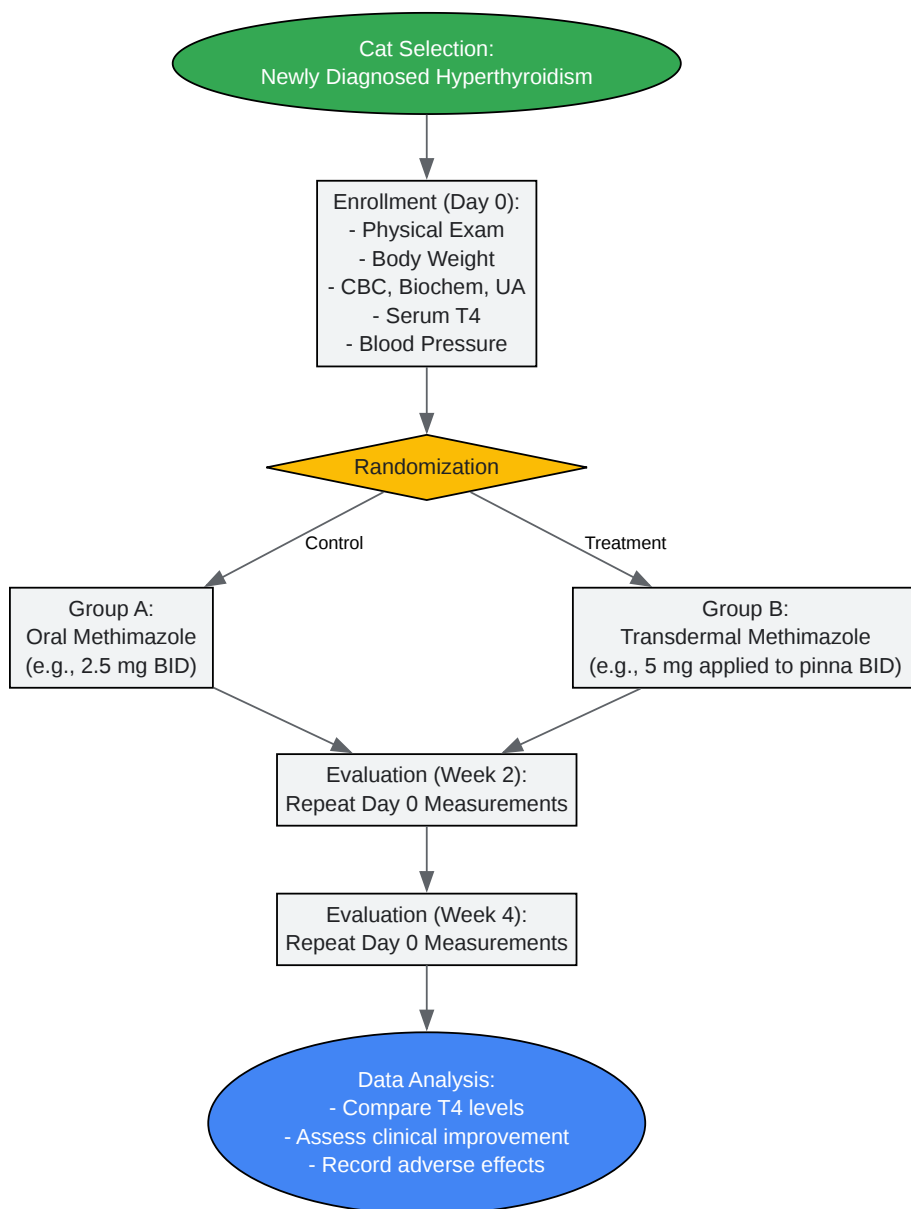 Cat Selection:
Newly Diagnosed Hyperthyroidism
Enrollment (Day 0):
- Physical Exam
- Body Weight
- CBC, Biochem, UA
- Serum T4
- Blood Pressure
Randomization
Control
Treatment
Group A:
Oral Methimazole
(e.g., 2.5 mg BID)
Group B:
Transdermal Methimazole
(e.g., 5 mg applied to pinna BID)
Evaluation (Week 2):
Repeat Day 0 Measurements
Evaluation (Week 4):
Repeat Day 0 Measurements
Data Analysis:
- Compare T4 levels
- Assess clinical improvement
- Record adverse effects